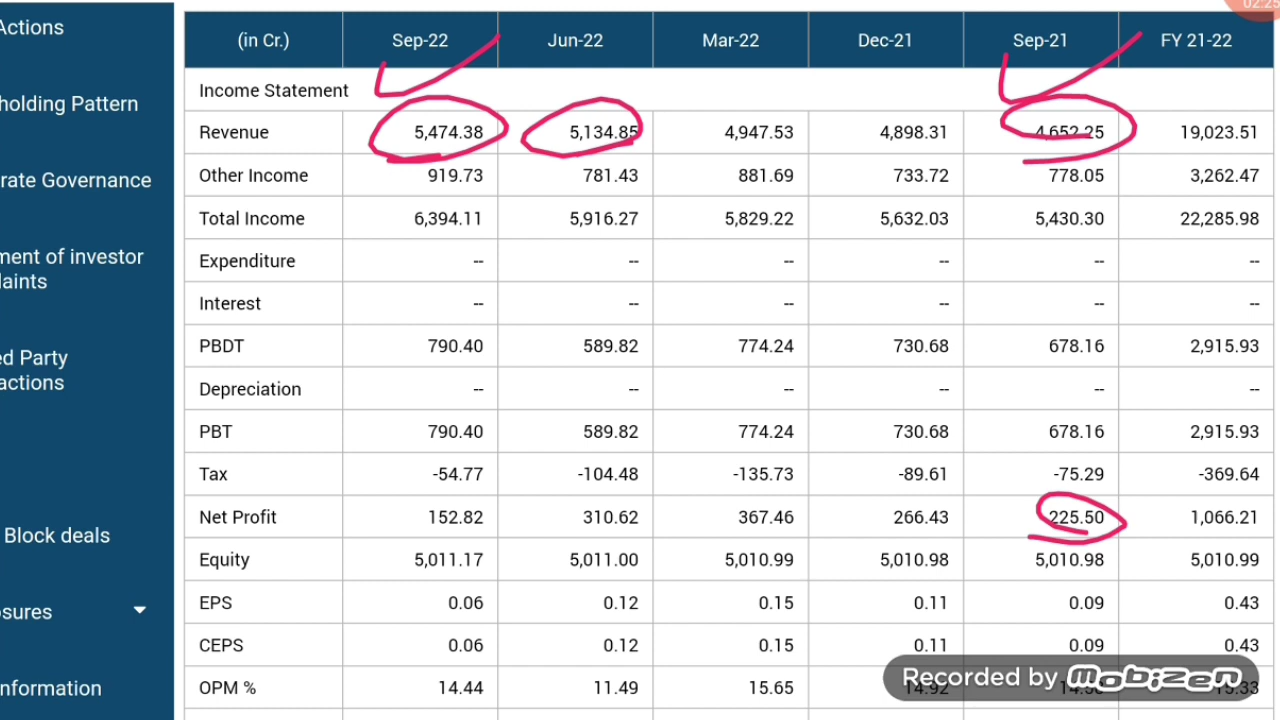 02:25
Actions
holding Pattern
rate Governance
ment of investor
laints
ed Party
actions
Block deals
osures
nformation
(in Cr.) Sep-22 Jun-22 Mar-22 Dec-21 Sep-21 FY 21-22
Income Statement
Revenue 5,474.38 5,134.85 4,947.53 4,898.31 4,652.25 19,023.51
Other Income 919.73 781.43 881.69 733.72 778.05 3,262.47
Total Income 6,394.11 5,916.27 5,829.22 5,632.03 5,430.30 22,285.98
Expenditure -- -- -- -- -- --
Interest -- -- -- -- -- --
PBDT 790.40 589.82 774.24 730.68 678.16 2,915.93
Depreciation -- -- -- -- -- --
PBT 790.40 589.82 774.24 730.68 678.16 2,915.93
Tax -54.77 -104.48 -135.73 -89.61 -75.29 -369.64
Net Profit 152.82 310.62 367.46 266.43 225.50 1,066.21
Equity 5,011.17 5,011.00 5,010.99 5,010.98 5,010.98 5,010.99
EPS 0.06 0.12 0.15 0.11 0.09 0.43
CEPS 0.06 0.12 0.15 0.11 0.09 0.43
OPM % 14.44 11.49 15.65 14.92
Recorded by Mobizen